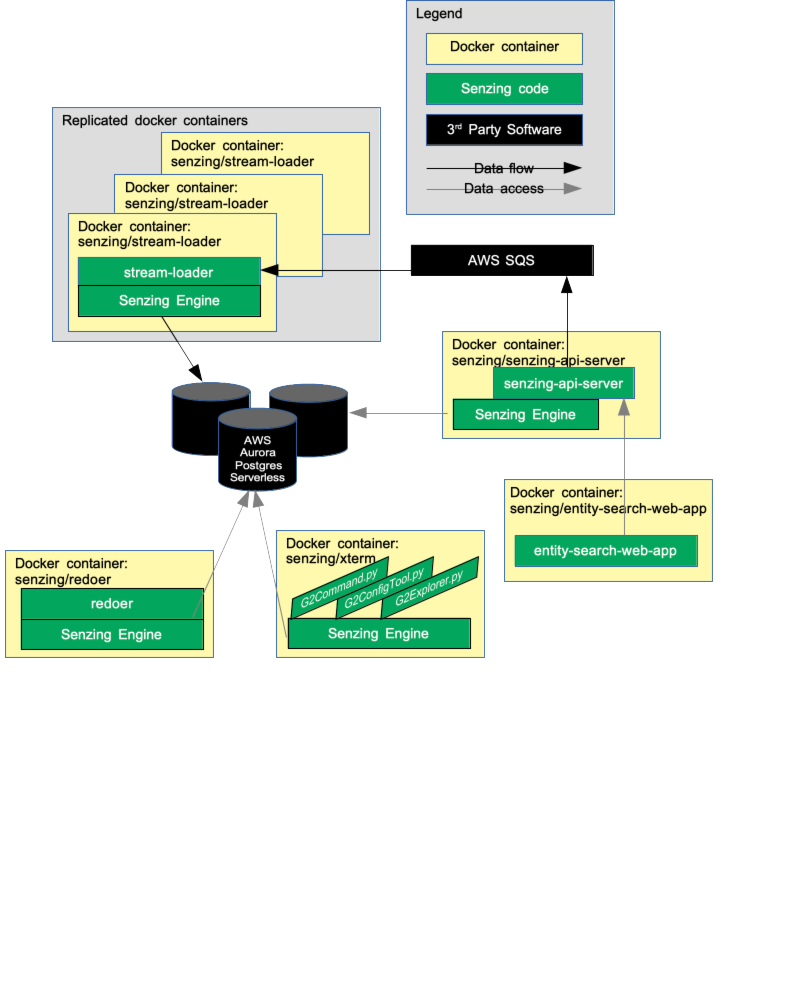 Legend
Docker container
Senzing code
3rd Party Software
Data flow
Data access
Replicated docker containers
Docker container:
senzing/stream-loader
Docker container:
senzing/stream-loader
Docker container:
senzing/stream-loader
stream-loader
Senzing Engine
AWS SQS
Docker container:
senzing/senzing-api-server
senzing-api-server
Senzing Engine
AWS
Aurora
Postgres
Serverless
Docker container:
senzing/entity-search-web-app
entity-search-web-app
Docker container:
senzing/xterm
G2Command.py
G2ConfigTool.py
G2Explorer.py
Senzing Engine
Docker container:
senzing/redoer
redoer
Senzing Engine